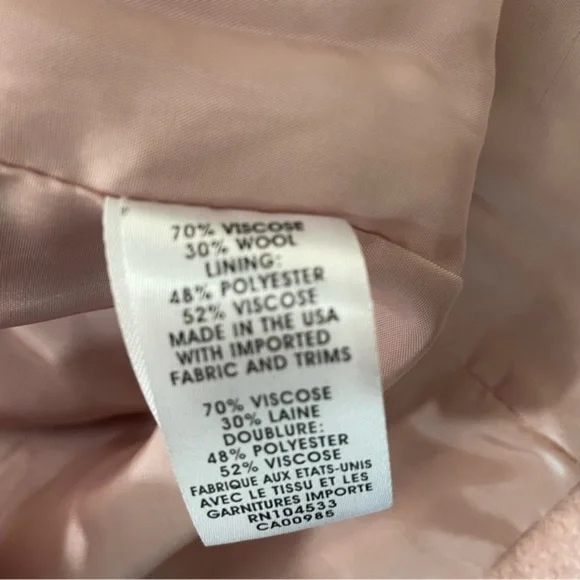 70% VISCOSE
30% WOOL
LINING:
48% POLYESTER
52% VISCOSE
MADE IN THE USA
WITH IMPORTED
FABRIC AND TRIMS
70% VISCOSE
30% LAINE
DOUBLURE:
48% POLYESTER
52% VISCOSE
FABRIQUE AUX ETATS-UNIS
AVEC LE TISSU ET LES
GARNITURES IMPORTE
RN104533
CA00985